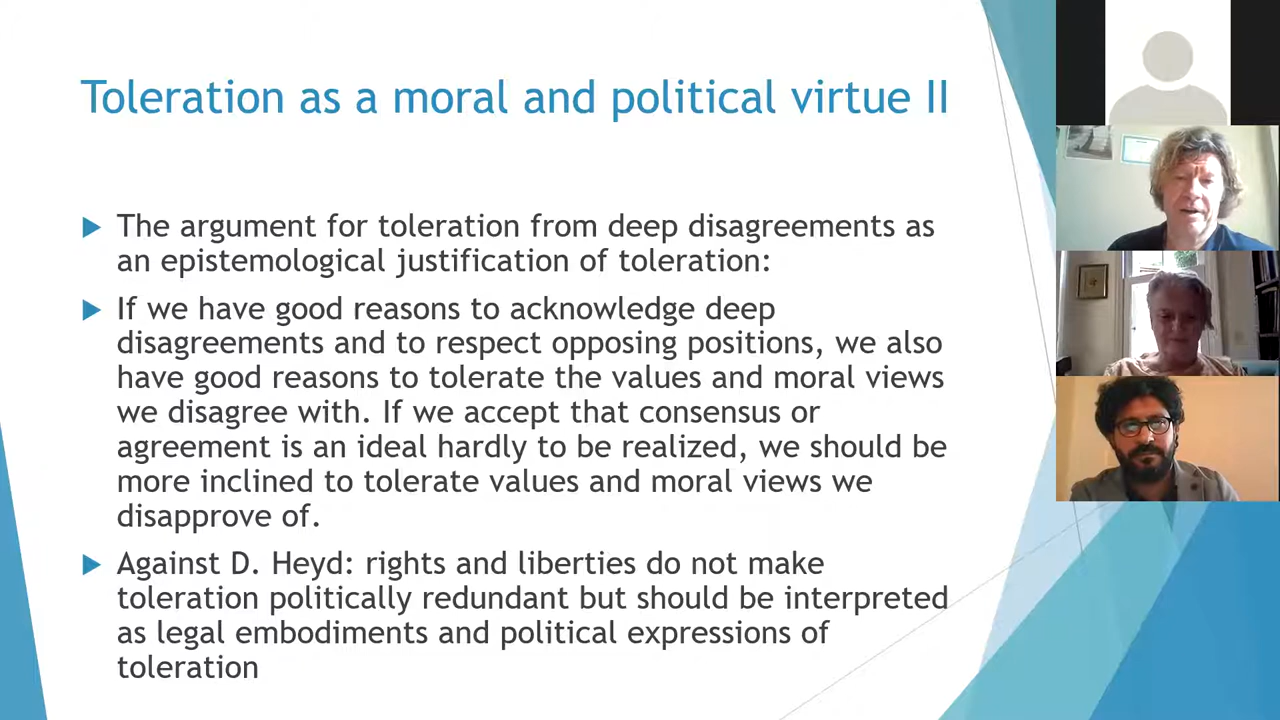 Toleration as a moral and political virtue II
The argument for toleration from deep disagreements as
an epistemological justification of toleration:
If we have good reasons to acknowledge deep
disagreements and to respect opposing positions, we also
have good reasons to tolerate the values and moral views
we disagree with. If we accept that consensus or
agreement is an ideal hardly to be realized, we should be
more inclined to tolerate values and moral views we
disapprove of.
Against D. Heyd: rights and liberties do not make
toleration politically redundant but should be interpreted
as legal embodiments and political expressions of
toleration